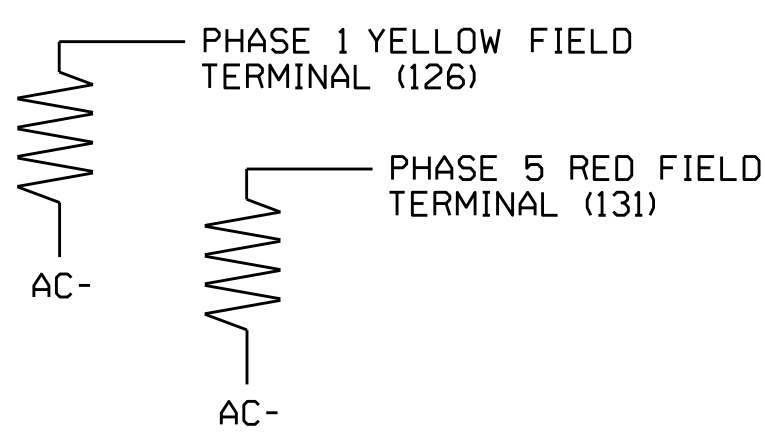 PHASE 1 YELLOW FIELD
TERMINAL (126)
PHASE 5 RED FIELD
TERMINAL (131)
AC-
AC-